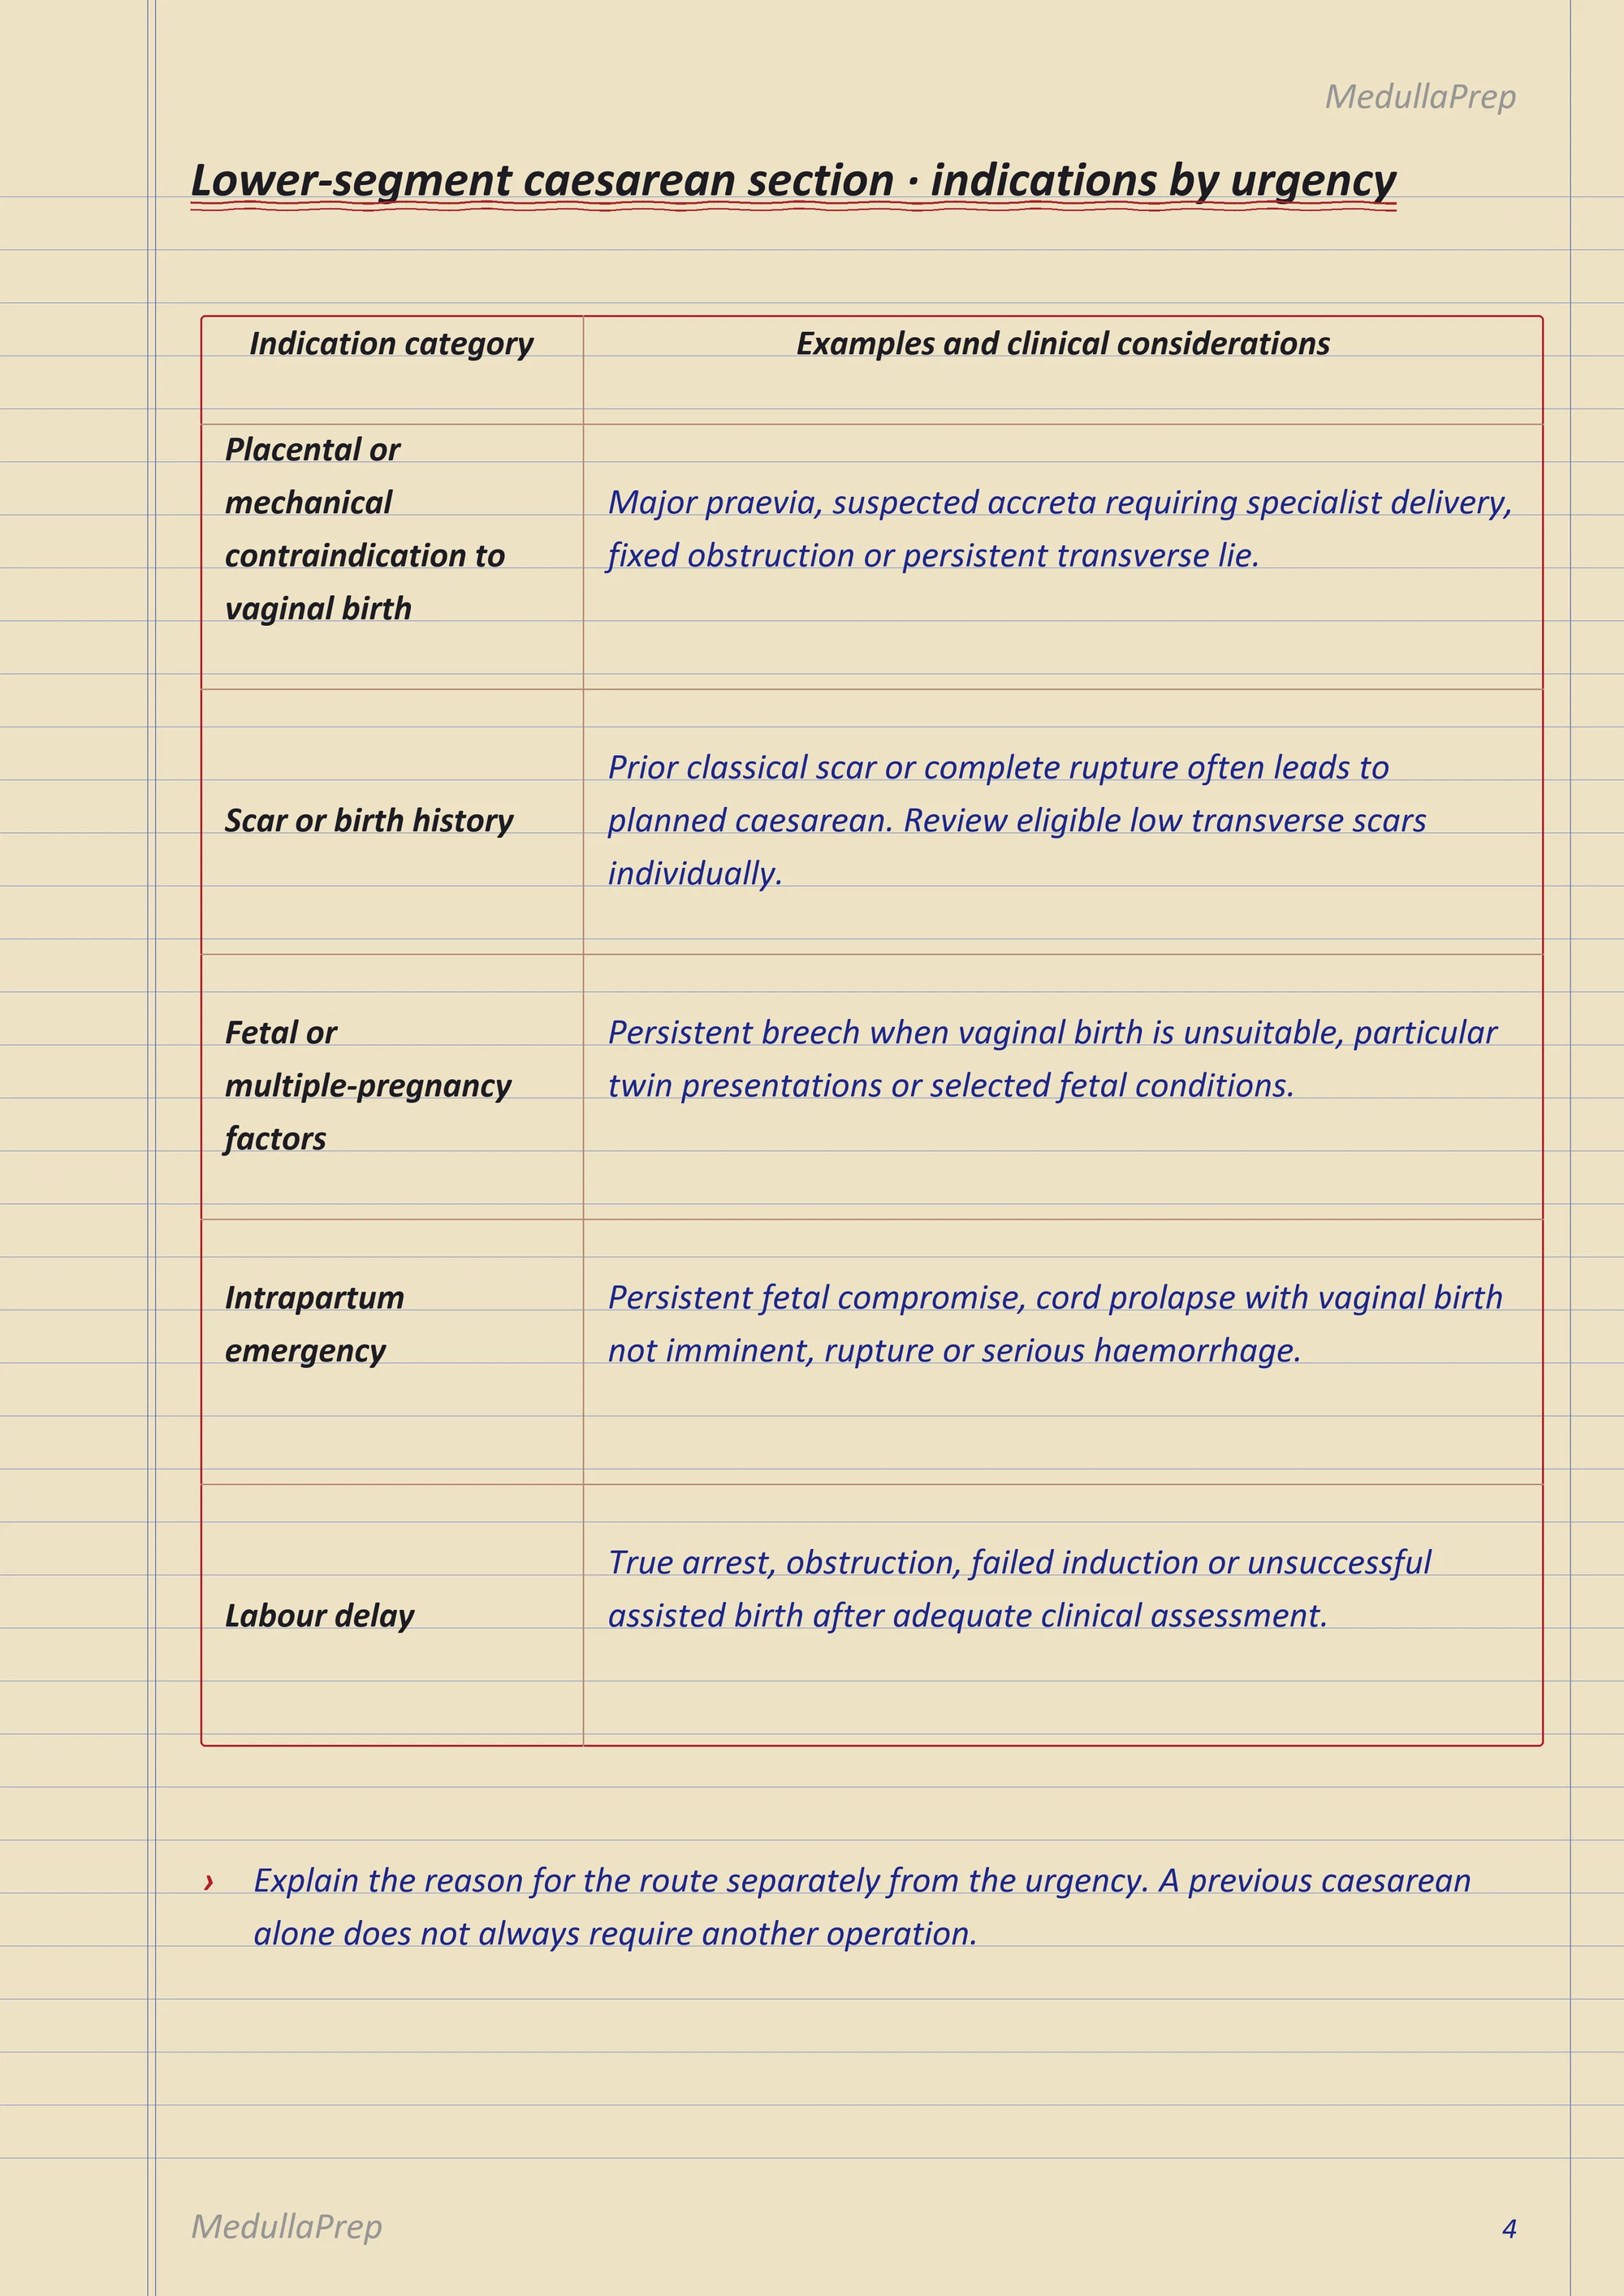 MedullaPrep
Lower-segment caesarean section · indications by urgency
Indication category
Examples and clinical considerations
Placental or
mechanical
contraindication to
vaginal birth
Major praevia, suspected accreta requiring specialist delivery,
fixed obstruction or persistent transverse lie.
Scar or birth history
Prior classical scar or complete rupture often leads to
planned caesarean. Review eligible low transverse scars
individually.
Fetal or
multiple-pregnancy
factors
Persistent breech when vaginal birth is unsuitable, particular
twin presentations or selected fetal conditions.
Intrapartum
emergency
Persistent fetal compromise, cord prolapse with vaginal birth
not imminent, rupture or serious haemorrhage.
Labour delay
True arrest, obstruction, failed induction or unsuccessful
assisted birth after adequate clinical assessment.
› Explain the reason for the route separately from the urgency. A previous caesarean
alone does not always require another operation.
MedullaPrep
4